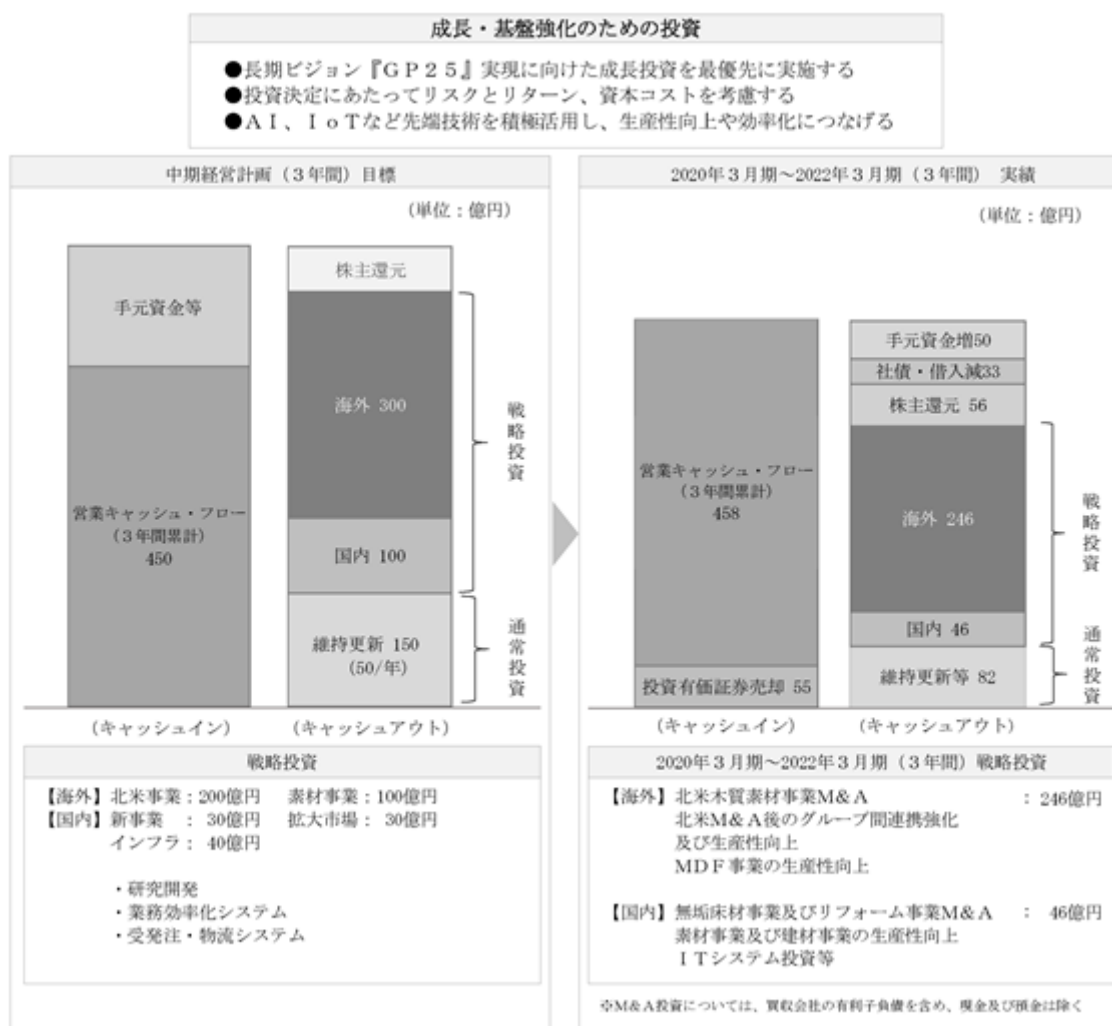 成長・基盤強化のための投資
●長期ビジョン『ＧＰ２５』実現に向けた成長投資を最優先に実施する
●投資決定にあたってリスクとリターン、資本コストを考慮する
●ＡＩ、ＩｏＴなど先端技術を積極活用し、生産性向上や効率化につなげる
中期経営計画（３年間）目標
（単位：億円）
手元資金等
営業キャッシュ・フロー
（３年間累計）
450
株主還元
海外 300
国内 100
維持更新 150
（50/年）
戦略投資
通常投資
（キャッシュイン）
（キャッシュアウト）
戦略投資
【海外】北米事業：200億円　素材事業：100億円
【国内】新事業　：　30億円　拡大市場：　30億円
インフラ：　40億円
・研究開発
・業務効率化システム
・受発注・物流システム
2020年３月期～2022年３月期（３年間） 実績
（単位：億円）
営業キャッシュ・フロー
（３年間累計）
458
投資有価証券売却 55
手元資金増50
社債・借入減33
株主還元 56
海外 246
国内 46
維持更新等 82
戦略投資
通常投資
（キャッシュイン）
（キャッシュアウト）
2020年３月期～2022年３月期（３年間）戦略投資
【海外】北米木質素材事業Ｍ＆Ａ　　　：246億円
北米Ｍ＆Ａ後のグループ間連携強化
及び生産性向上
ＭＤＦ事業の生産性向上
【国内】無垢床材事業及びリフォーム事業Ｍ＆Ａ　：　46億円
素材事業及び建材事業の生産性向上
ＩＴシステム投資等
※Ｍ＆Ａ投資については、買収会社の有利子負債を含め、現金及び預金は除く